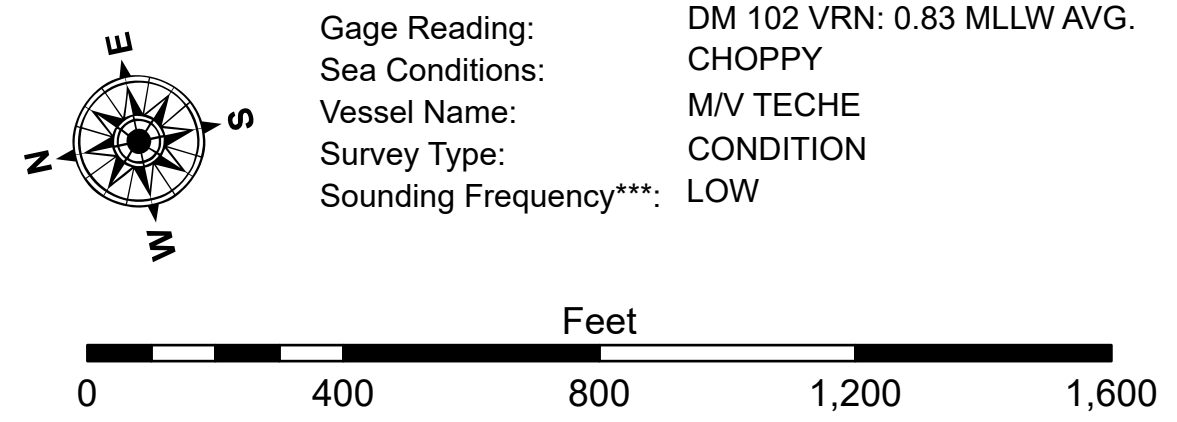 E
S
N
W
Gage Reading: DM 102 VRN: 0.83 MLLW AVG.
Sea Conditions: CHOPPY
Vessel Name: M/V TECHE
Survey Type: CONDITION
Sounding Frequency***: LOW
Feet
0 400 800 1,200 1,600